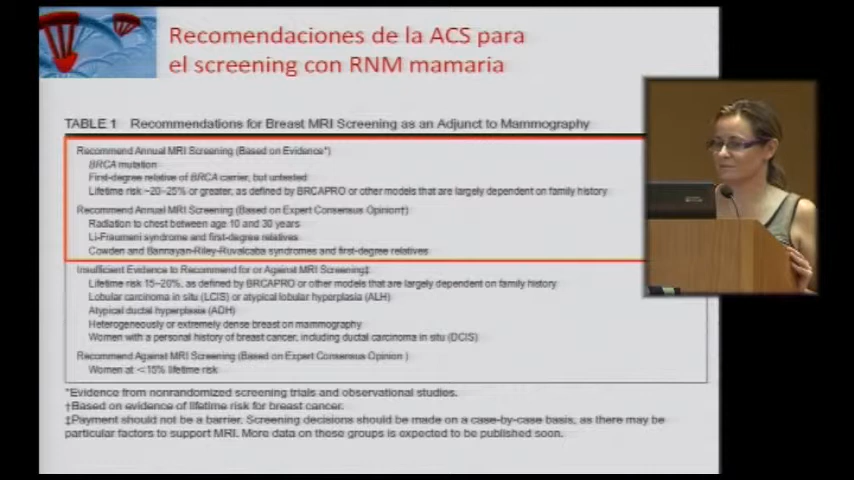 Recomendaciones de la ACS para
el screening con RNM mamaria
TABLE 1 Recommendations for Breast MRI Screening as an Adjunct to Mammography
Recommend Annual MRI Screening (Based on Evidence*)
BRCA mutation
First-degree relative of BRCA carrier, but untested
Lifetime risk ~20–25% or greater, as defined by BRCAPRO or other models that are largely dependent on family history
Recommend Annual MRI Screening (Based on Expert Consensus Opinion†)
Radiation to chest between age 10 and 30 years
Li-Fraumeni syndrome and first-degree relatives
Cowden and Bannayan-Riley-Ruvalcaba syndromes and first-degree relatives
Insufficient Evidence to Recommend for or Against MRI Screening‡
Lifetime risk 15–20%, as defined by BRCAPRO or other models that are largely dependent on family history
Lobular carcinoma in situ (LCIS) or atypical lobular hyperplasia (ALH)
Atypical ductal hyperplasia (ADH)
Heterogeneously or extremely dense breast on mammography
Women with a personal history of breast cancer, including ductal carcinoma in situ (DCIS)
Recommend Against MRI Screening (Based on Expert Consensus Opinion )
Women at <15% lifetime risk
*Evidence from nonrandomized screening trials and observational studies.
†Based on evidence of lifetime risk for breast cancer.
‡Payment should not be a barrier. Screening decisions should be made on a case-by-case basis, as there may be
particular factors to support MRI. More data on these groups is expected to be published soon.